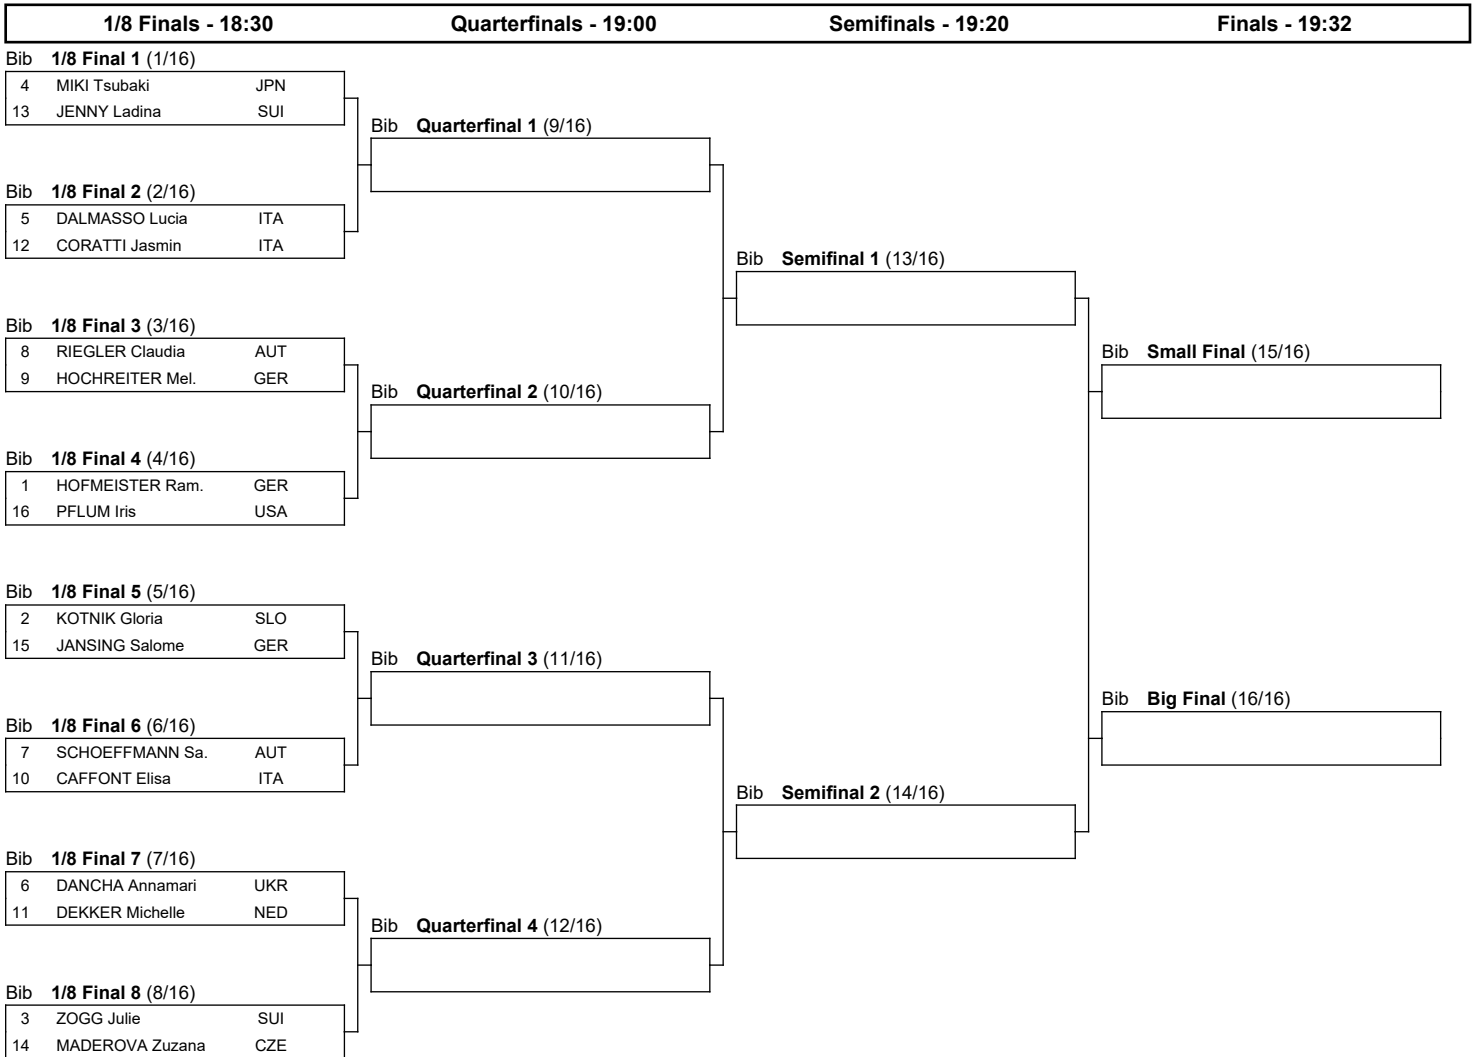 1/8 Finals - 18:30 Quarterfinals - 19:00 Semifinals - 19:20 Finals - 19:32
Bib 1/8 Final 1 (1/16)
4 MIKI Tsubaki JPN
13 JENNY Ladina SUI
Bib Quarterfinal 1 (9/16)
Bib 1/8 Final 2 (2/16)
5 DALMASSO Lucia ITA
12 CORATTI Jasmin ITA
Bib Semifinal 1 (13/16)
Bib 1/8 Final 3 (3/16)
8 RIEGLER Claudia AUT
Bib Small Final (15/16)
9 HOCHREITER Mel. GER
Bib Quarterfinal 2 (10/16)
Bib 1/8 Final 4 (4/16)
1 HOFMEISTER Ram. GER
16 PFLUM Iris USA
Bib 1/8 Final 5 (5/16)
2 KOTNIK Gloria SLO
15 JANSING Salome GER
Bib Quarterfinal 3 (11/16)
Bib Big Final (16/16)
Bib 1/8 Final 6 (6/16)
7 SCHOEFFMANN Sa. AUT
10 CAFFONT Elisa ITA
Bib Semifinal 2 (14/16)
Bib 1/8 Final 7 (7/16)
6 DANCHA Annamari UKR
11 DEKKER Michelle NED
Bib Quarterfinal 4 (12/16)
Bib 1/8 Final 8 (8/16)
3 ZOGG Julie SUI
14 MADEROVA Zuzana CZE